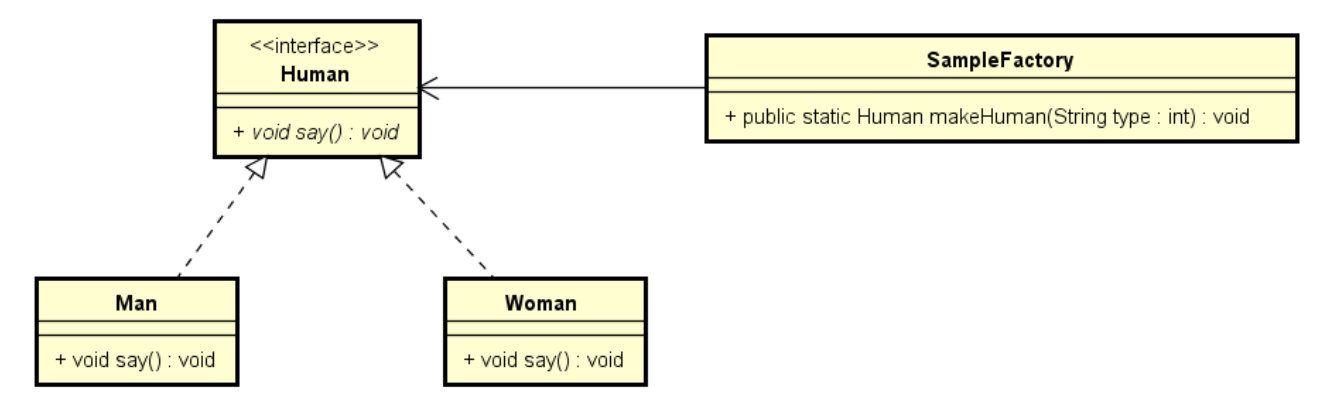 <<interface>>
Human
+ void say() : void
SampleFactory
+ public static Human makeHuman(String type : int) : void
Man
+ void say() : void
Woman
+ void say() : void